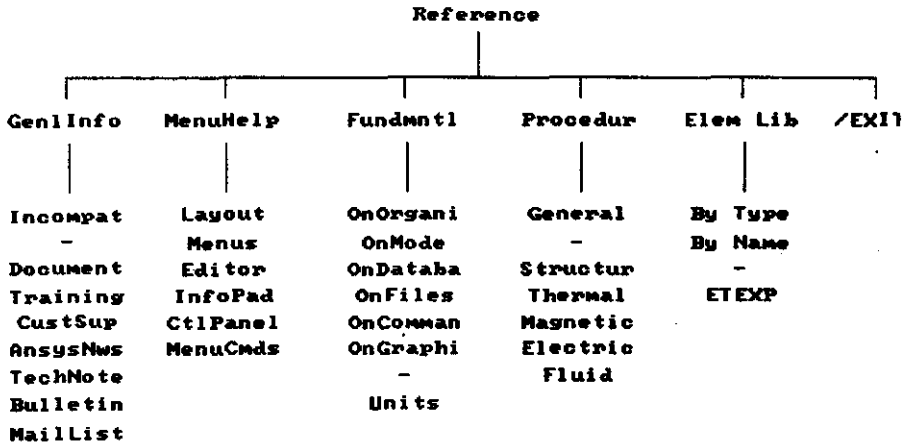 Reference
GenlInfo MenuHelp Fundmntl Procedur Elem Lib /EXIT
Incompat Layout OnOrgani General By Type
- Menus OnMode - By Name
Document Editor OnDataba Structur -
Training InfoPad OnFiles Thermal ETEXP
CustSup CtlPanel OnComman Magnetic
AnsysNws MenuCmds OnGraphi Electric
TechNote - Fluid
Bulletin Units
MailList